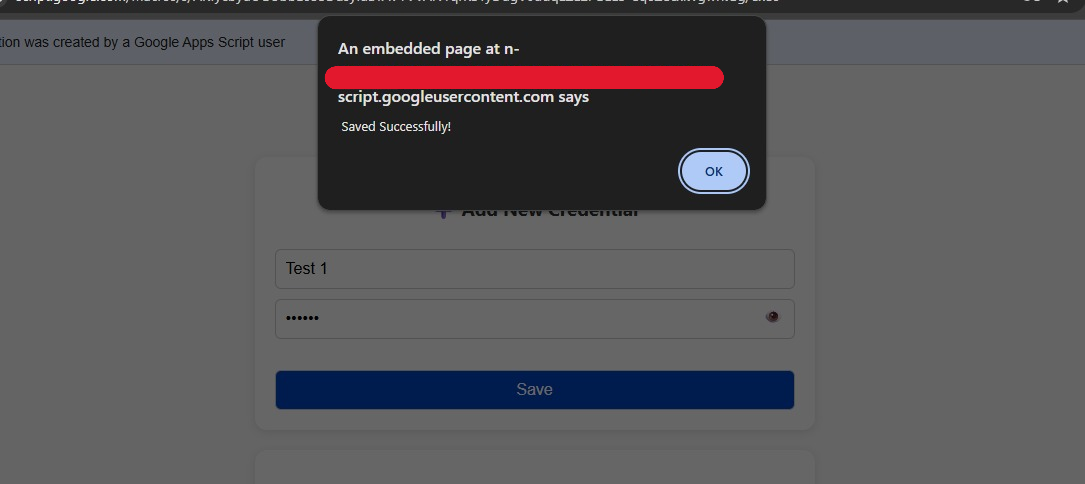 tion was created by a Google Apps Script user
An embedded page at n-
script.googleusercontent.com says
Saved Successfully!
OK
Add New Credential
Test 1
••••••
Save